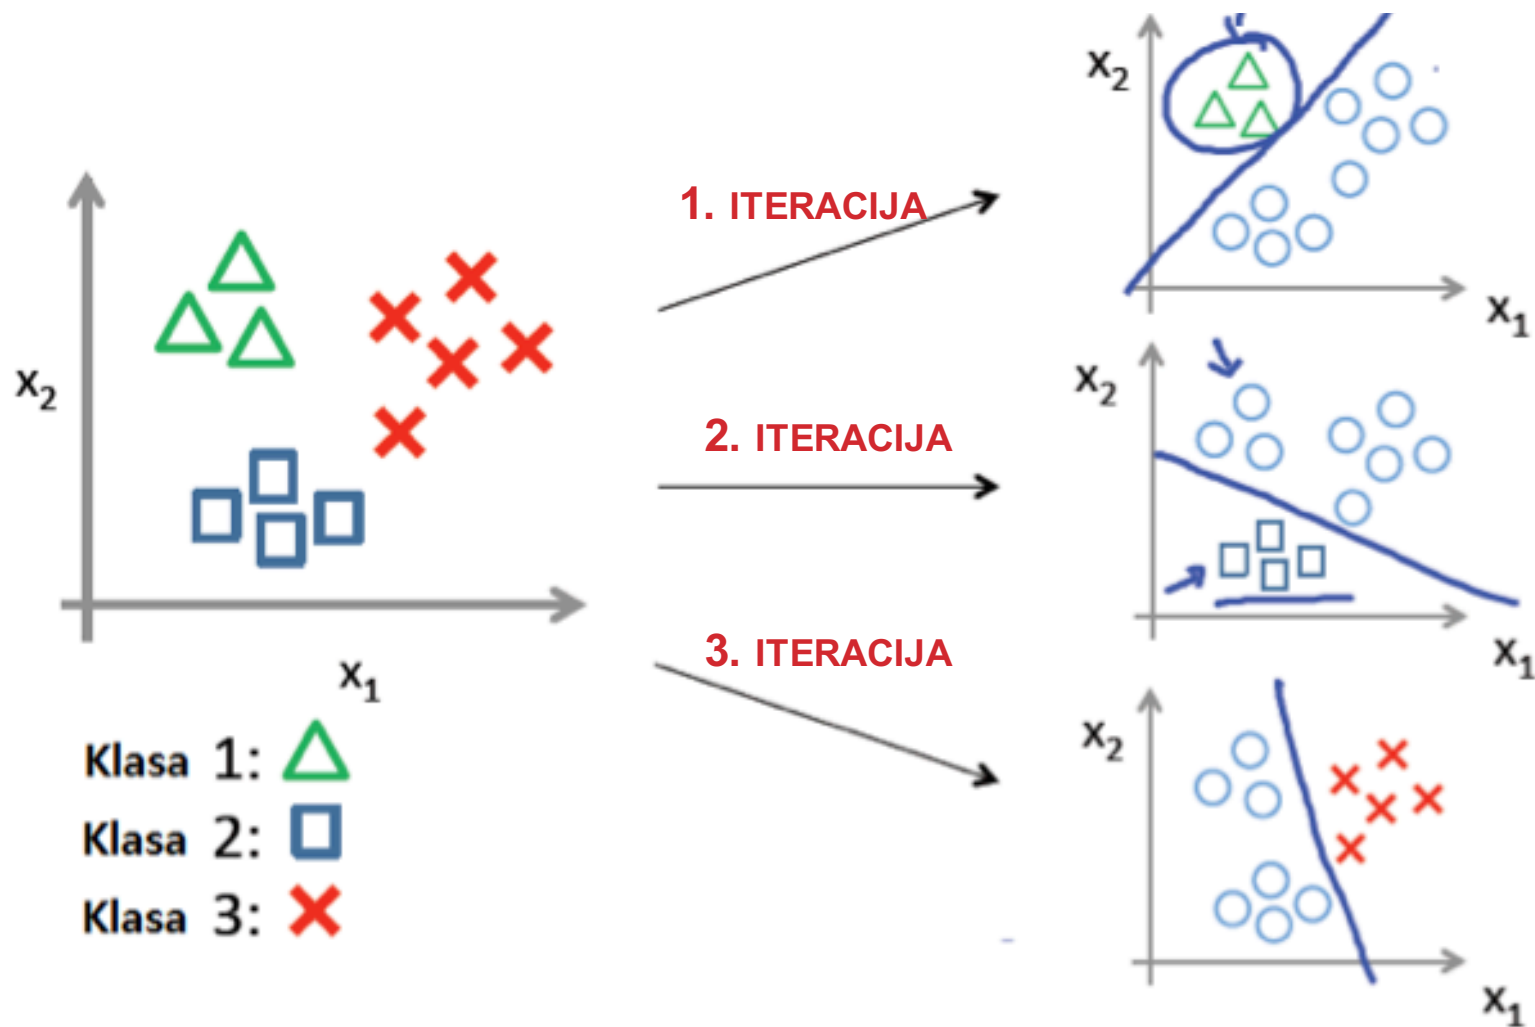 x2
x1
Klasa 1:
Klasa 2:
Klasa 3:
1. ITERACIJA
2. ITERACIJA
3. ITERACIJA
x2
x1
x2
x1
x2
x1